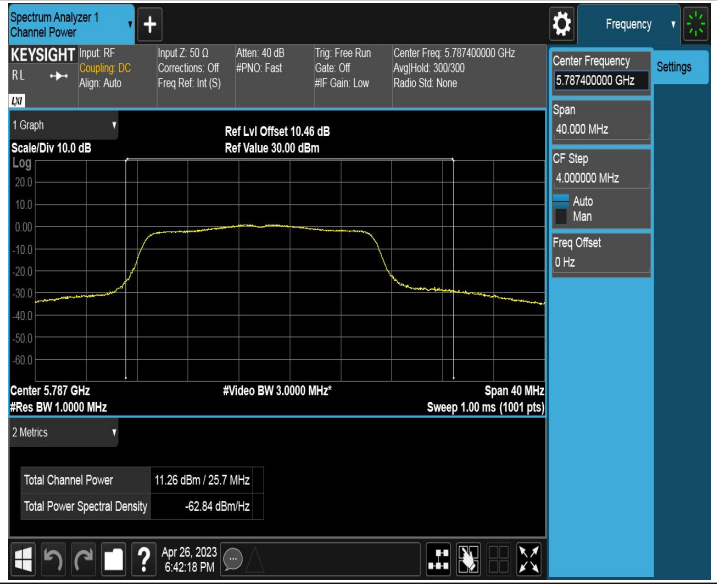 Spectrum Analyzer 1
Channel Power
Frequency
KEYSIGHT
Input: RF
Coupling: DC
Align: Auto
Input Z: 50 Ω
Corrections: Off
Freq Ref: Int (S)
Atten: 40 dB
#PNO: Fast
Trig: Free Run
Gate: Off
#IF Gain: Low
Center Freq: 5.787400000 GHz
Avg|Hold: 300/300
Radio Std: None
R L
LXI
Center Frequency
5.787400000 GHz
Settings
Span
40.000 MHz
CF Step
4.000000 MHz
Auto
Man
Freq Offset
0 Hz
1 Graph
Ref Lvl Offset 10.46 dB
Scale/Div 10.0 dB
Ref Value 30.00 dBm
Log
20.0
10.0
0.00
-10.0
-20.0
-30.0
-40.0
-50.0
-60.0
Center 5.787 GHz
#Video BW 3.0000 MHz*
Span 40 MHz
#Res BW 1.0000 MHz
Sweep 1.00 ms (1001 pts)
2 Metrics
Total Channel Power 11.26 dBm / 25.7 MHz
Total Power Spectral Density -62.84 dBm/Hz
Apr 26, 2023
6:42:18 PM